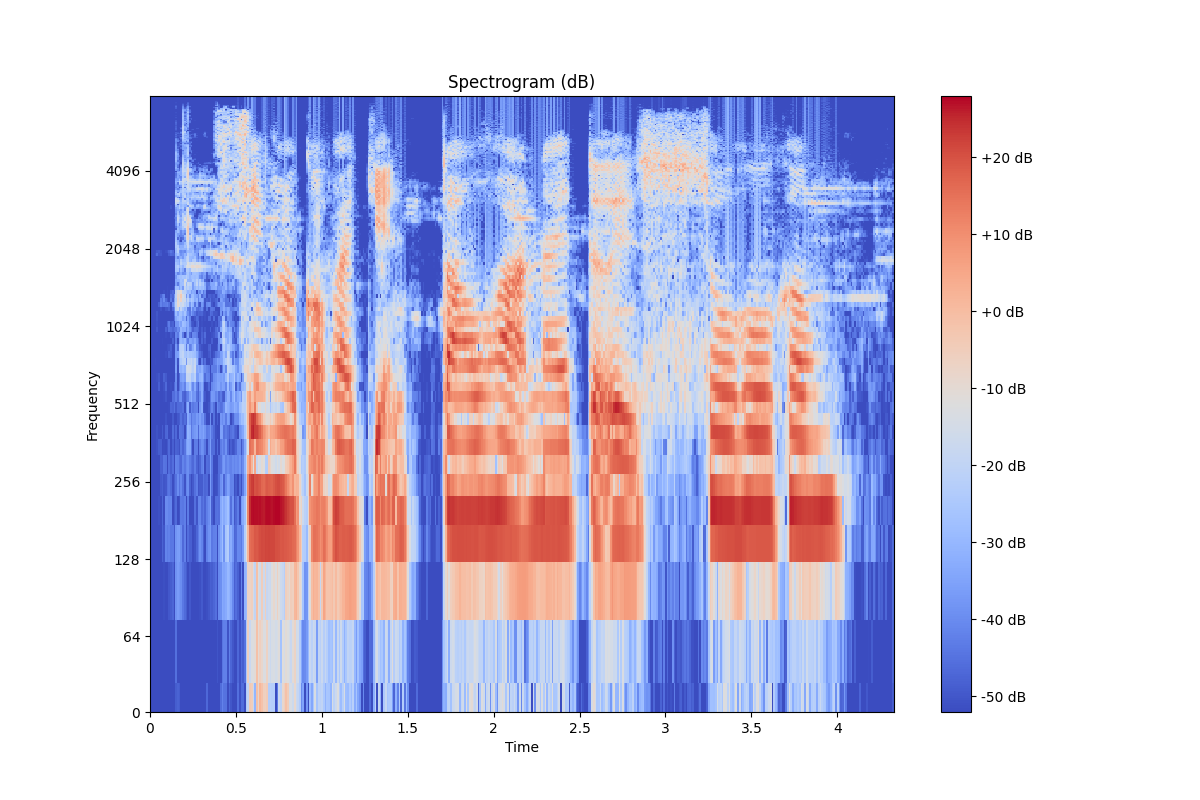 Spectrogram (dB)
4096
2048
1024
512
256
128
64
0
Frequency
0 0.5 1 1.5 2 2.5 3 3.5 4
Time
+20 dB
+10 dB
+0 dB
-10 dB
-20 dB
-30 dB
-40 dB
-50 dB